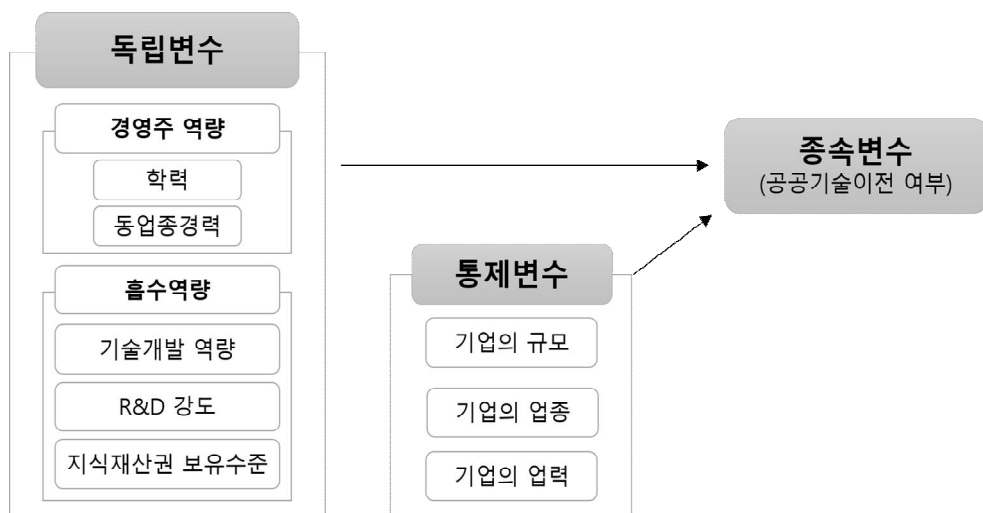 독립변수
경영주 역량
학력
동업종경력
흡수역량
기술개발 역량
R&D 강도
지식재산권 보유수준
종속변수
(공공기술이전 여부)
통제변수
기업의 규모
기업의 업종
기업의 업력